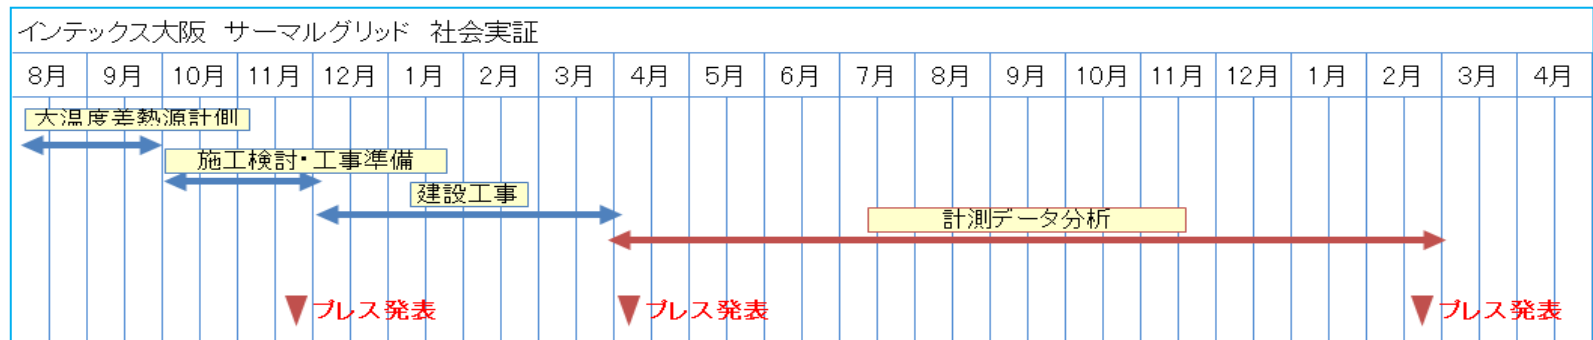 インテックス大阪　サーマルグリッド　社会実証
8月 9月 10月 11月 12月 1月 2月 3月 4月 5月 6月 7月 8月 9月 10月 11月 12月 1月 2月 3月 4月
大温度差熱源計測
施工検討・工事準備
建設工事
計測データ分析
プレス発表 プレス発表 プレス発表